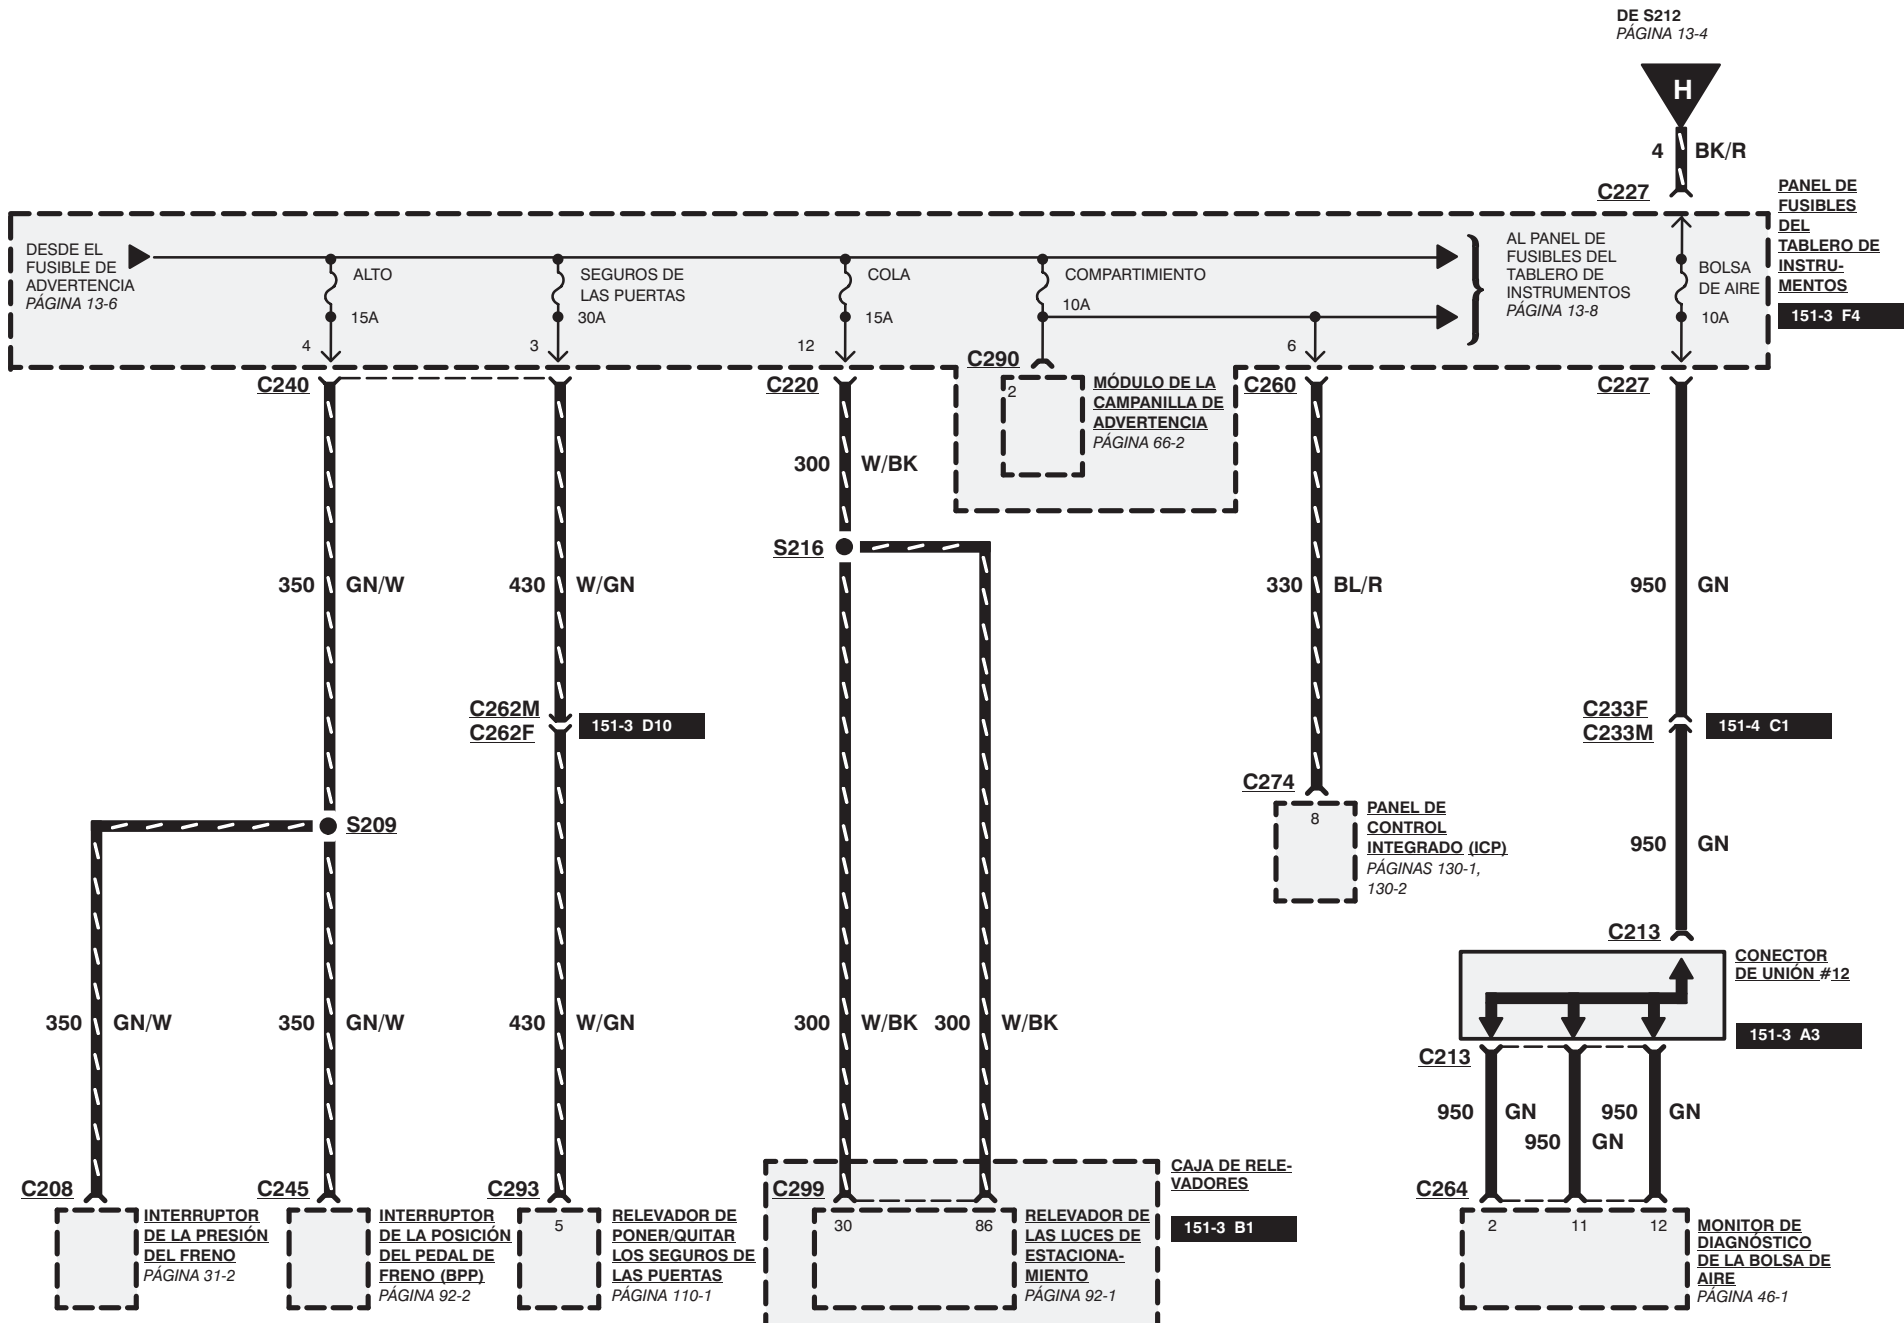 DE S212
PÁGINA 13-4
H
4 BK/R
C227
PANEL DE
FUSIBLES
DEL
TABLERO DE
INSTRU-
MENTOS
151-3 F4
DESDE EL
FUSIBLE DE
ADVERTENCIA
PÁGINA 13-6
ALTO
15A
4
SEGUROS DE
LAS PUERTAS
30A
3
COLA
15A
12
COMPARTIMIENTO
10A
6
AL PANEL DE
FUSIBLES DEL
TABLERO DE
INSTRUMENTOS
PÁGINA 13-8
BOLSA
DE AIRE
10A
C240
C220
C290
2
MÓDULO DE LA
CAMPANILLA DE
ADVERTENCIA
PÁGINA 66-2
C260
C227
300 W/BK
S216
350 GN/W
430 W/GN
330 BL/R
950 GN
C262M
C262F
151-3 D10
C233F
C233M
151-4 C1
C274
8
PANEL DE
CONTROL
INTEGRADO (ICP)
PÁGINAS 130-1,
130-2
S209
950 GN
C213
CONECTOR
DE UNIÓN #12
151-3 A3
350 GN/W
350 GN/W
430 W/GN
300 W/BK
300 W/BK
C213
950 GN
950 GN
950 GN
C208
INTERRUPTOR
DE LA PRESIÓN
DEL FRENO
PÁGINA 31-2
C245
INTERRUPTOR
DE LA POSICIÓN
DEL PEDAL DE
FRENO (BPP)
PÁGINA 92-2
C293
5
RELEVADOR DE
PONER/QUITAR
LOS SEGUROS DE
LAS PUERTAS
PÁGINA 110-1
C299
30 86
RELEVADOR DE
LAS LUCES DE
ESTACIONA-
MIENTO
PÁGINA 92-1
CAJA DE RELE-
VADORES
151-3 B1
C264
2 11 12
MONITOR DE
DIAGNÓSTICO
DE LA BOLSA DE
AIRE
PÁGINA 46-1